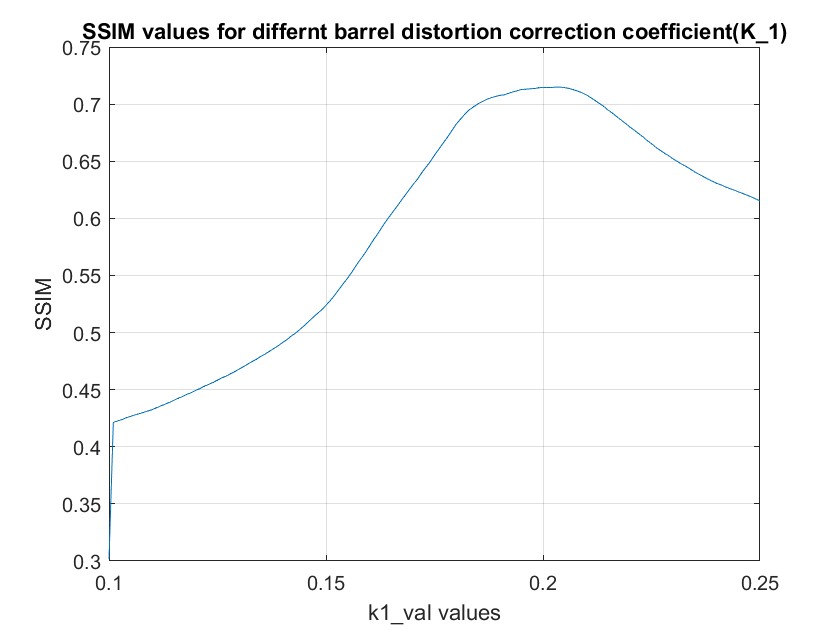 SSIM values for differnt barrel distortion correction coefficient(K_1)
0.75
0.7
0.65
0.6
0.55
0.5
0.45
0.4
0.35
0.3
SSIM
0.1 0.15 0.2 0.25
k1_val values